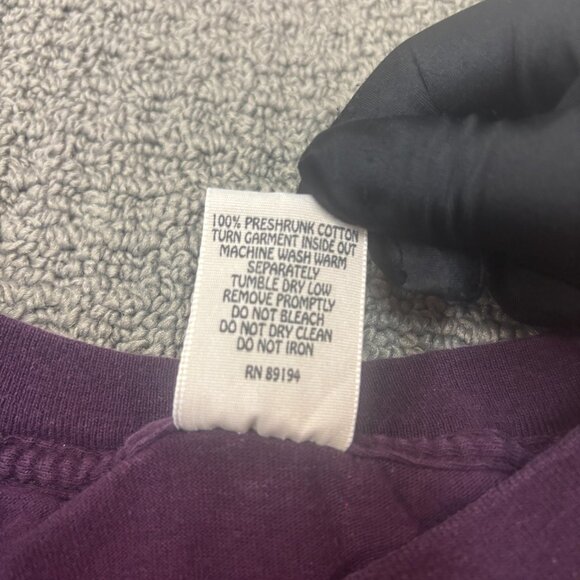 100% PRESHRUNK COTTON
TURN GARMENT INSIDE OUT
MACHINE WASH WARM
SEPARATELY
TUMBLE DRY LOW
REMOVE PROMPTLY
DO NOT BLEACH
DO NOT DRY CLEAN
DO NOT IRON
RN 89194